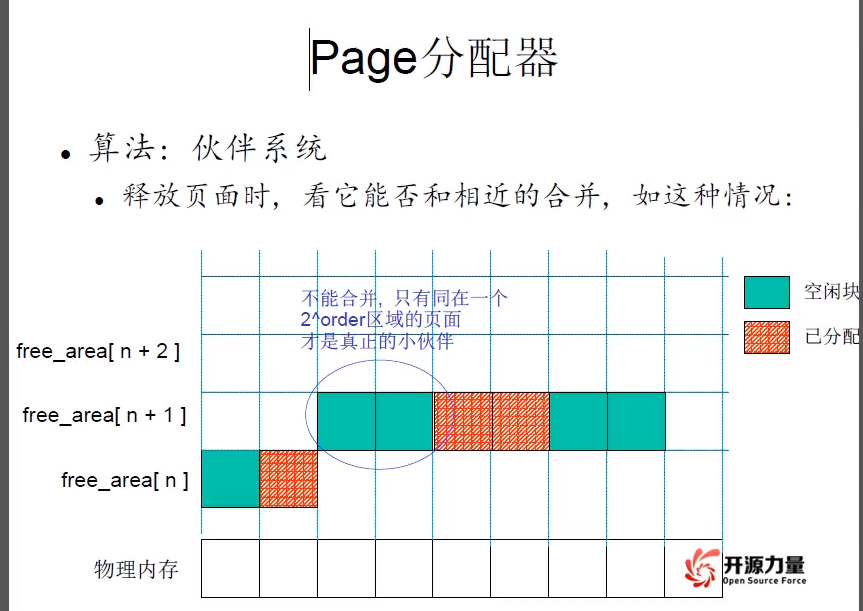 Page分配器
算法：伙伴系统
释放页面时，看它能否和相近的合并，如这种情况：
不能合并，只有同在一个
2^order区域的页面
才是真正的小伙伴
空闲块
已分配
free_area[ n + 2 ]
free_area[ n + 1 ]
free_area[ n ]
物理内存
开源力量
Open Source Force